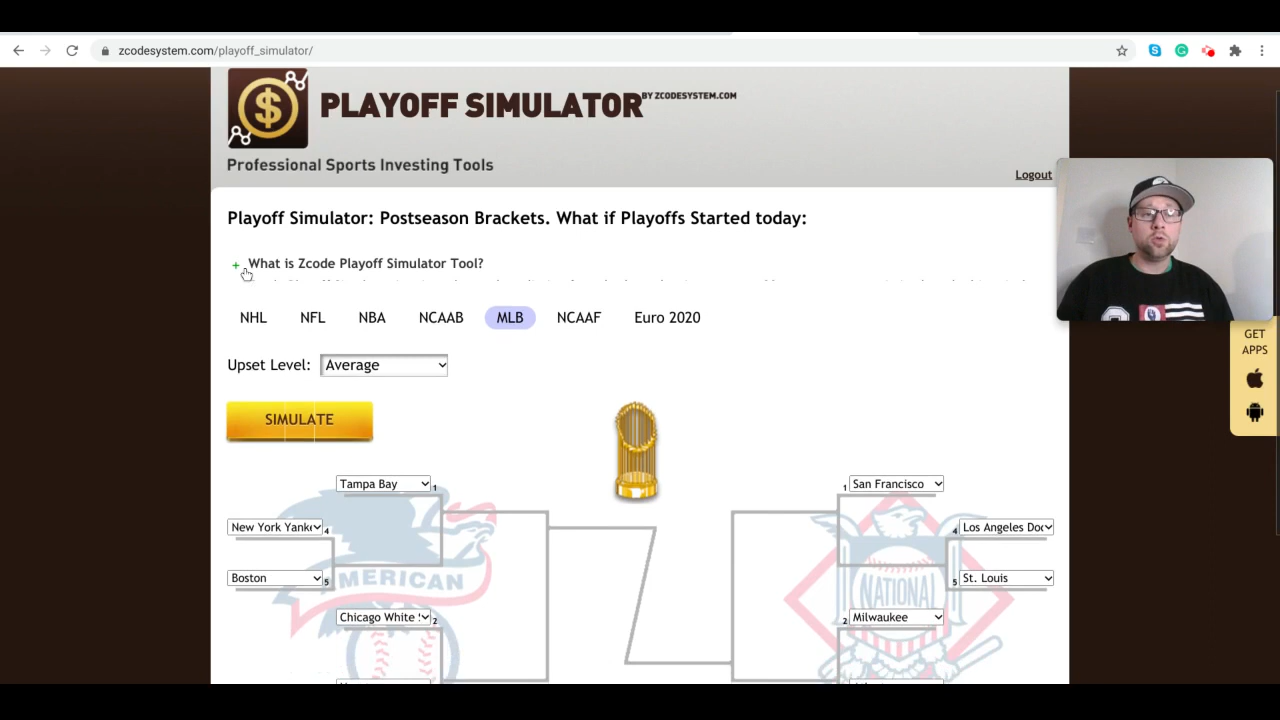 zcodesystem.com/playoff_simulator/
PLAYOFF SIMULATOR BY ZCODESYSTEM.COM
Professional Sports Investing Tools
Logout
Playoff Simulator: Postseason Brackets. What if Playoffs Started today:
+ What is Zcode Playoff Simulator Tool?
NHL NFL NBA NCAAB MLB NCAAF Euro 2020
GET
APPS
Upset Level: Average
SIMULATE
Tampa Bay 1
1 San Francisco
New York Yank 4
4 Los Angeles Do
Boston 5
5 St. Louis
AMERICAN
NATIONAL
Chicago White 2
2 Milwaukee